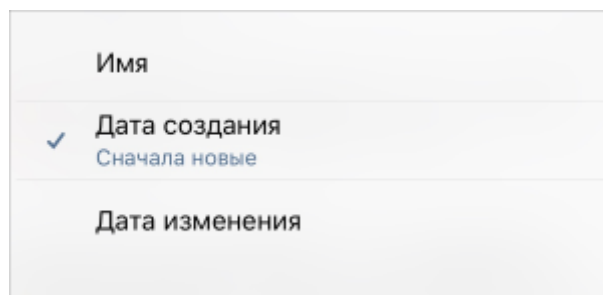 Имя
Дата создания
Сначала новые
Дата изменения